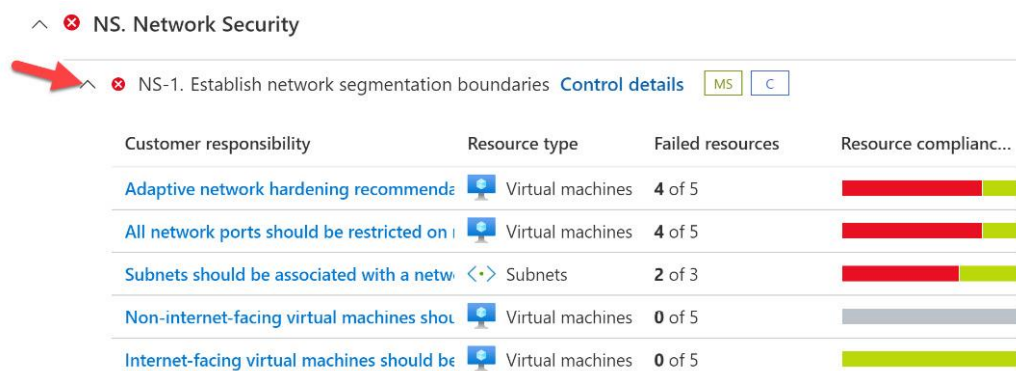 NS. Network Security
NS-1. Establish network segmentation boundaries Control details MS C
Customer responsibility Resource type Failed resources Resource complianc...
Adaptive network hardening recommenda Virtual machines 4 of 5
All network ports should be restricted on Virtual machines 4 of 5
Subnets should be associated with a netw Subnets 2 of 3
Non-internet-facing virtual machines shou Virtual machines 0 of 5
Internet-facing virtual machines should be Virtual machines 0 of 5